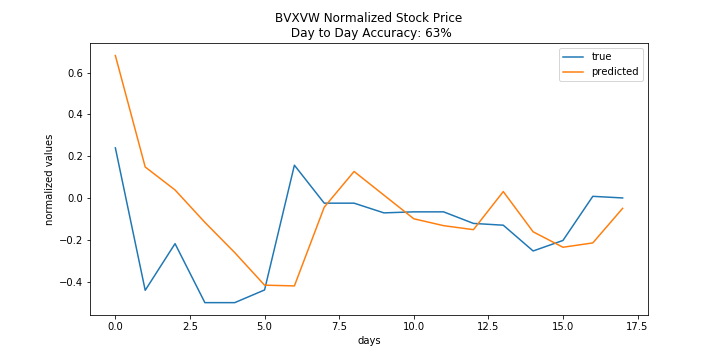 BVXVW Normalized Stock Price
Day to Day Accuracy: 63%
true
predicted
normalized values
0.6
0.4
0.2
0.0
−0.2
−0.4
0.0
2.5
5.0
7.5
10.0
12.5
15.0
17.5
days